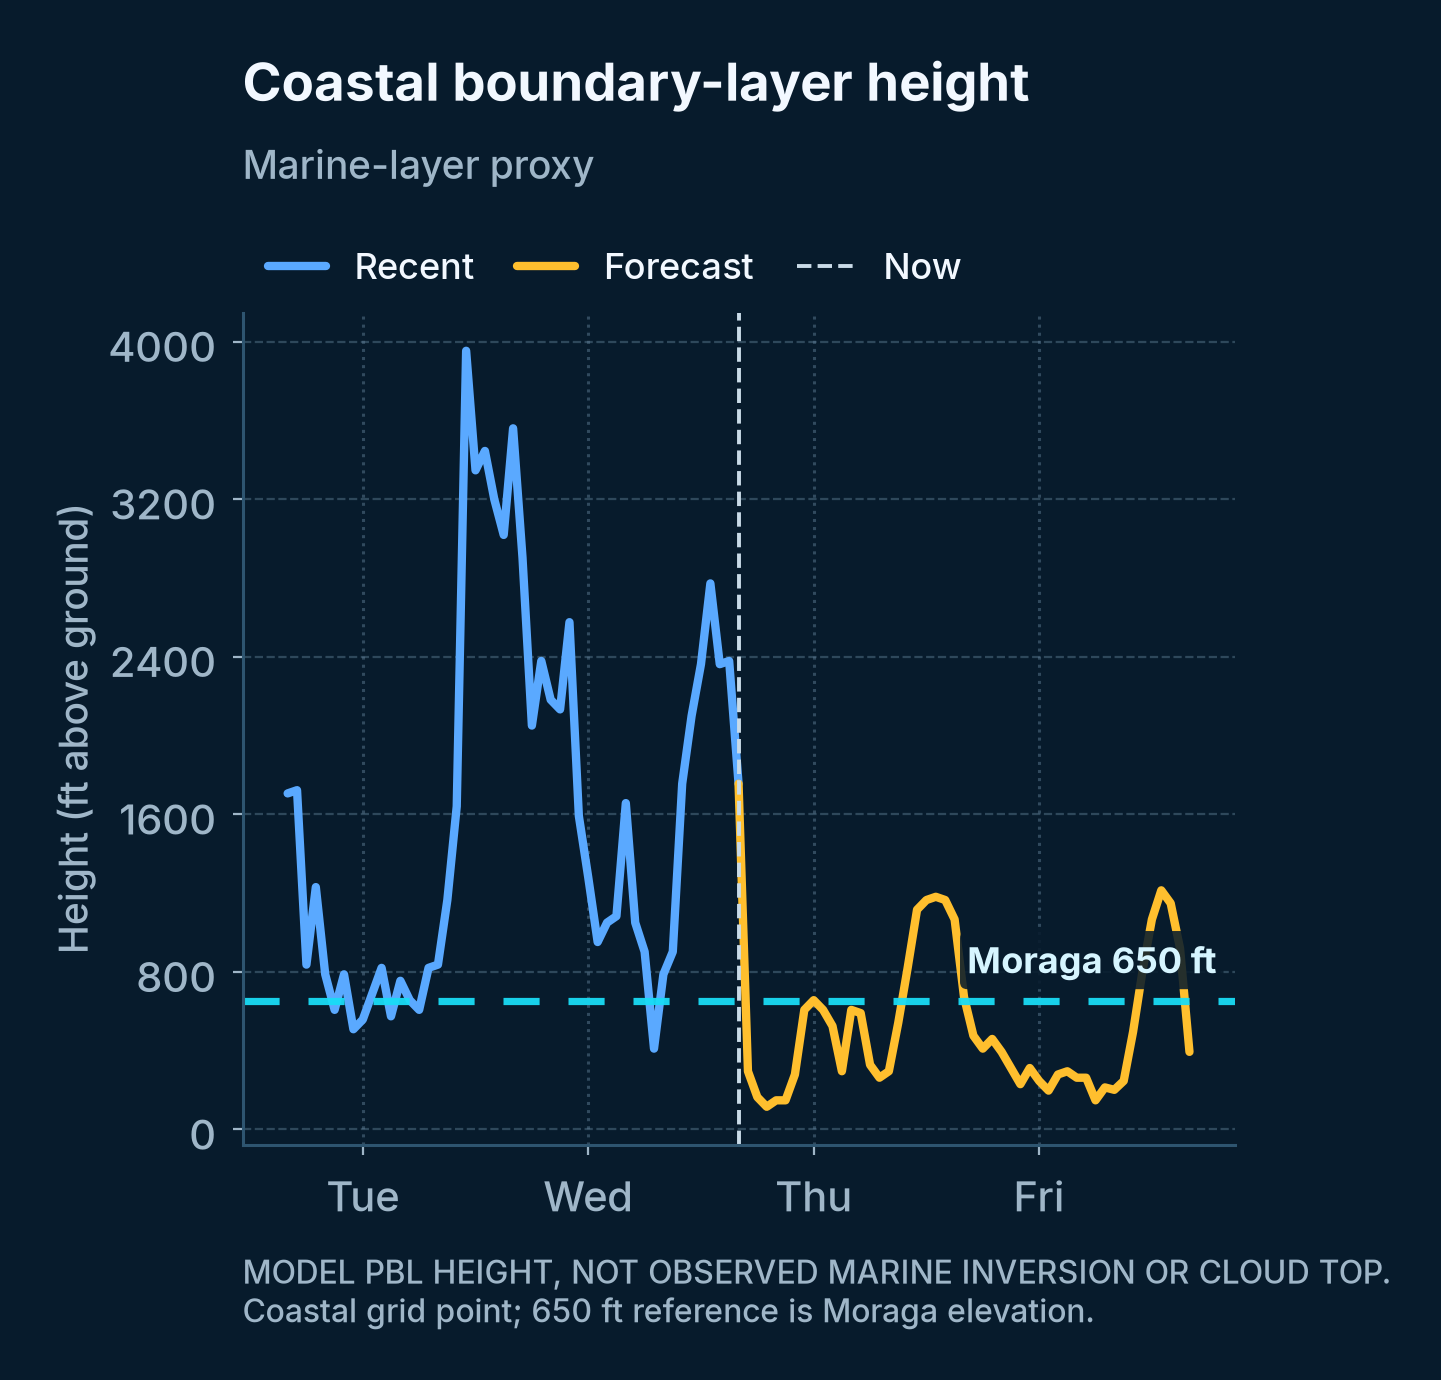 Coastal boundary-layer height
Marine-layer proxy
Recent Forecast Now
Height (ft above ground)
4000
3200
2400
1600
800
0
Moraga 650 ft
Tue Wed Thu Fri
MODEL PBL HEIGHT, NOT OBSERVED MARINE INVERSION OR CLOUD TOP.
Coastal grid point; 650 ft reference is Moraga elevation.